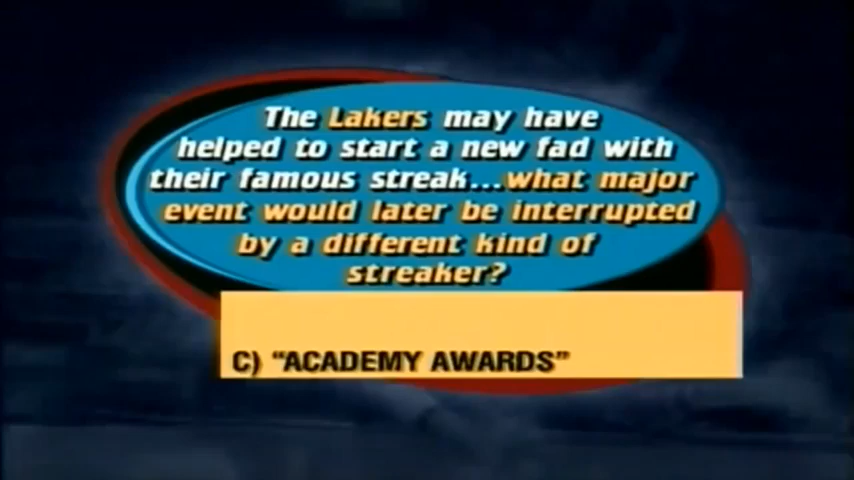 The Lakers may have
helped to start a new fad with
their famous streak...what major
event would later be interrupted
by a different kind of
streaker?
C) "ACADEMY AWARDS"